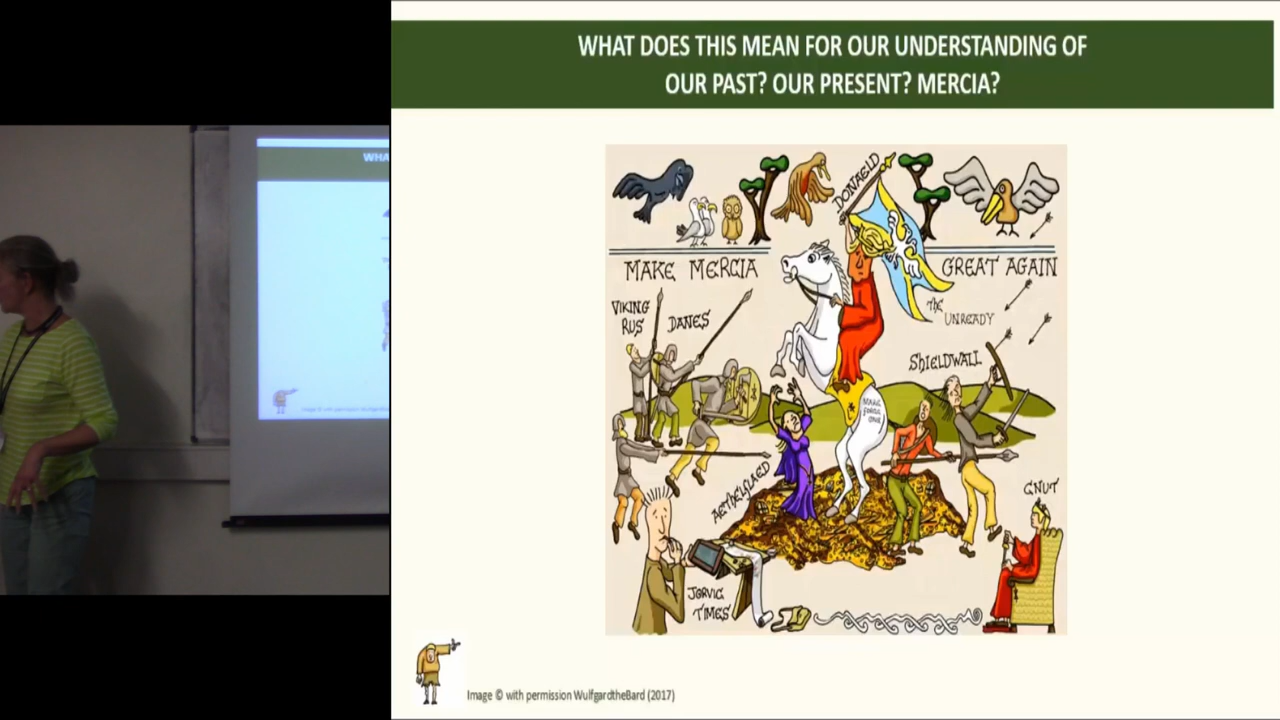 WHAT DOES THIS MEAN FOR OUR UNDERSTANDING OF
OUR PAST? OUR PRESENT? MERCIA?
DONAELD
MAKE MERCIA
GREAT AGAIN
VIKING
RUS
DANES
THE
UNREADY
SHIELDWALL
AETHELFLAED
CNUT
JORVIC
TIMES
Image © with permission WulfgardtheBard (2017)
WHA